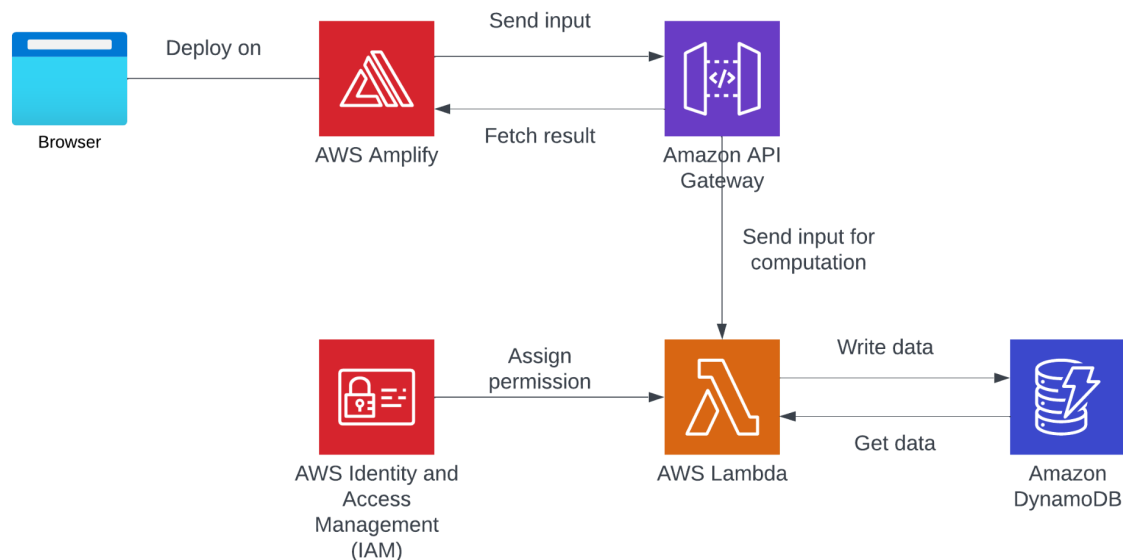 Send input
Deploy on
Browser
Fetch result
AWS Amplify
Amazon API
Gateway
</>
Send input for
computation
Assign
permission
Write data
Get data
AWS Identity and
Access
Management
(IAM)
AWS Lambda
Amazon
DynamoDB